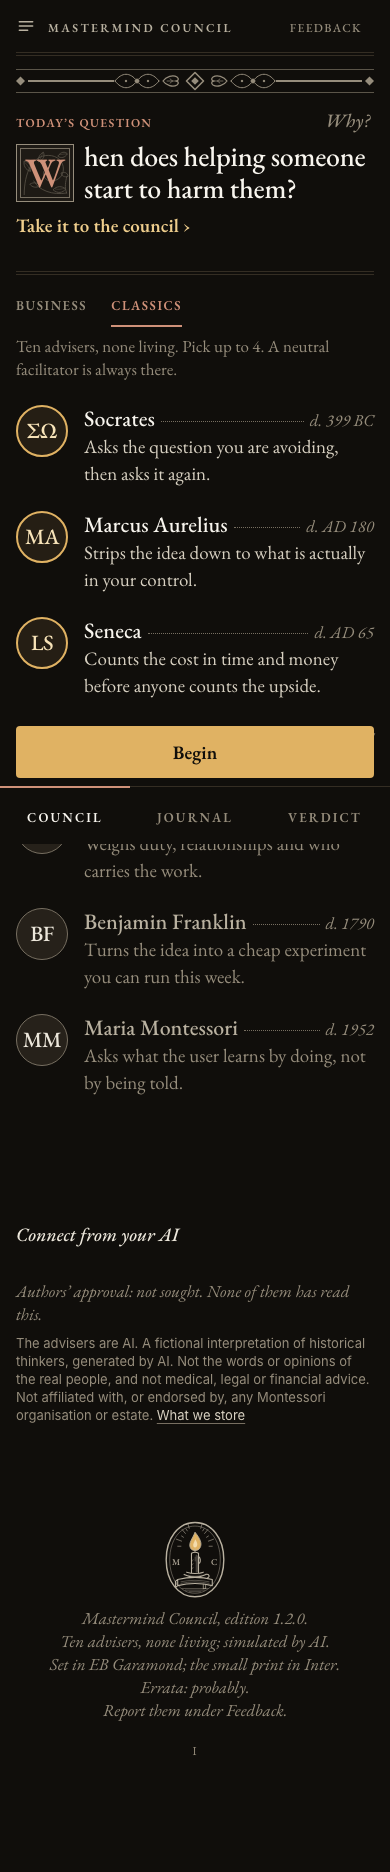 MASTERMIND COUNCIL
FEEDBACK
TODAY'S QUESTION
Why?
When does helping someone
start to harm them?
Take it to the council ›
BUSINESS
CLASSICS
Ten advisers, none living. Pick up to 4. A neutral
facilitator is always there.
ΣΩ
Socrates
d. 399 BC
Asks the question you are avoiding,
then asks it again.
MA
Marcus Aurelius
d. AD 180
Strips the idea down to what is actually
in your control.
LS
Seneca
d. AD 65
Counts the cost in time and money
before anyone counts the upside.
Begin
COUNCIL
JOURNAL
VERDICT
Weighs duty, relationships and who
carries the work.
BF
Benjamin Franklin
d. 1790
Turns the idea into a cheap experiment
you can run this week.
MM
Maria Montessori
d. 1952
Asks what the user learns by doing, not
by being told.
Connect from your AI
Authors' approval: not sought. None of them has read
this.
The advisers are AI. A fictional interpretation of historical
thinkers, generated by AI. Not the words or opinions of
the real people, and not medical, legal or financial advice.
Not affiliated with, or endorsed by, any Montessori
organisation or estate. What we store
M C
Mastermind Council, edition 1.2.0.
Ten advisers, none living; simulated by AI.
Set in EB Garamond; the small print in Inter.
Errata: probably.
Report them under Feedback.
I